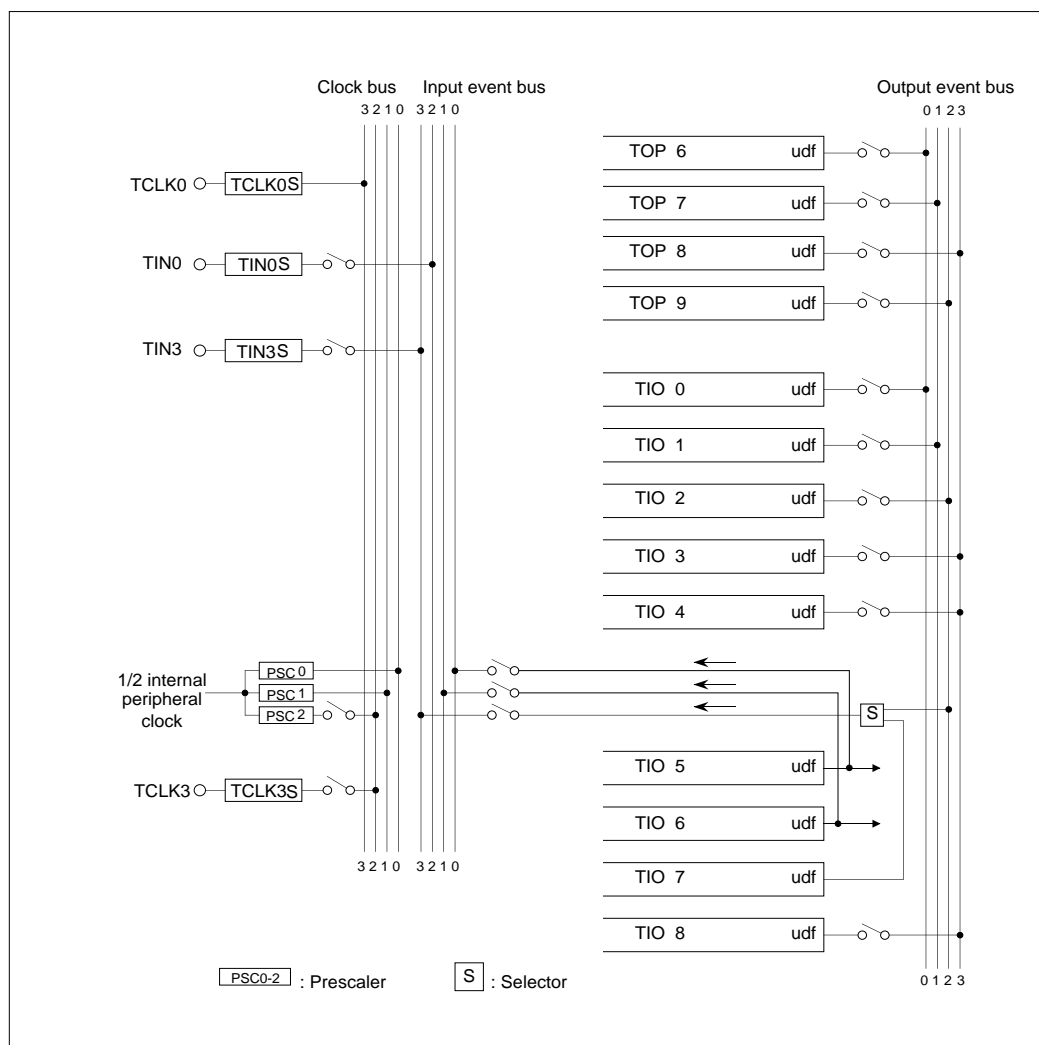 Clock bus Input event bus Output event bus
3 2 1 0 3 2 1 0 0 1 2 3
TOP 6 udf
TCLK0 TCLK0S
TOP 7 udf
TOP 8 udf
TIN0 TIN0S
TOP 9 udf
TIN3 TIN3S
TIO 0 udf
TIO 1 udf
TIO 2 udf
TIO 3 udf
TIO 4 udf
1/2 internal
peripheral
clock
PSC 0
PSC 1
PSC 2
S
TIO 5 udf
TCLK3 TCLK3S
TIO 6 udf
3 2 1 0 3 2 1 0
TIO 7 udf
TIO 8 udf
PSC0-2 : Prescaler S : Selector
0 1 2 3